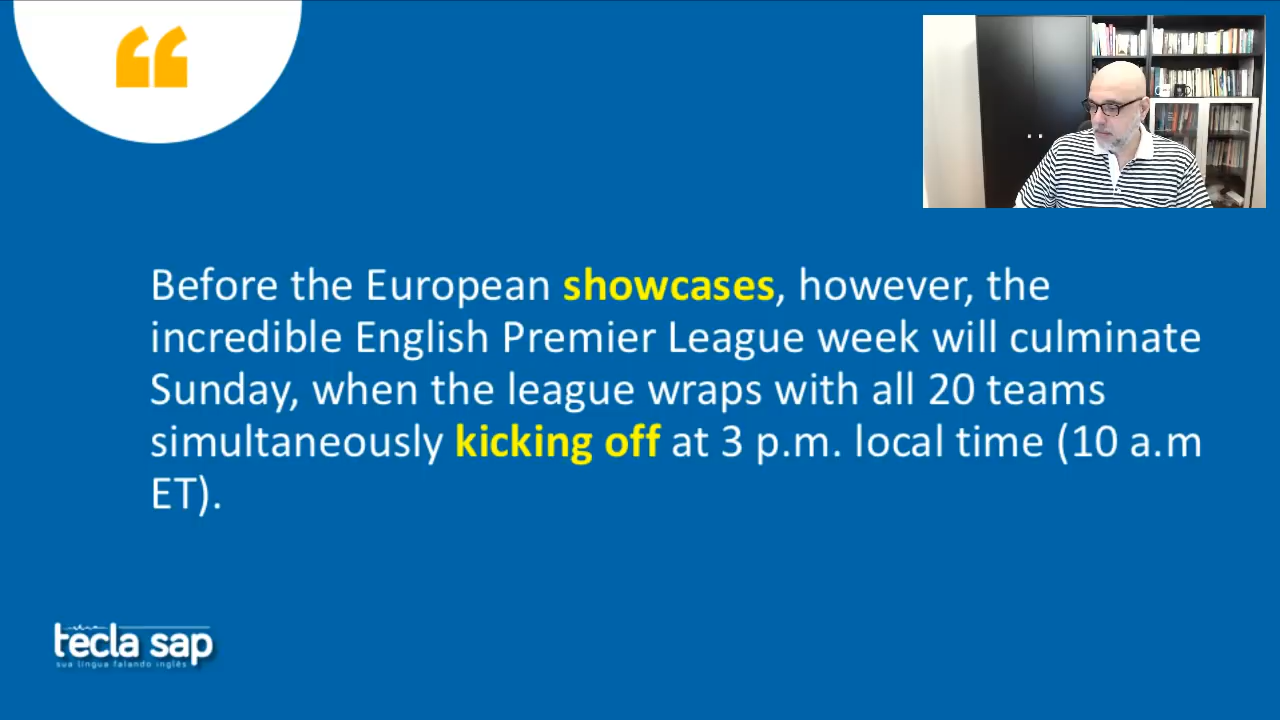 “
Before the European showcases, however, the
incredible English Premier League week will culminate
Sunday, when the league wraps with all 20 teams
simultaneously kicking off at 3 p.m. local time (10 a.m
ET).
tecla sap
sua língua falando inglês